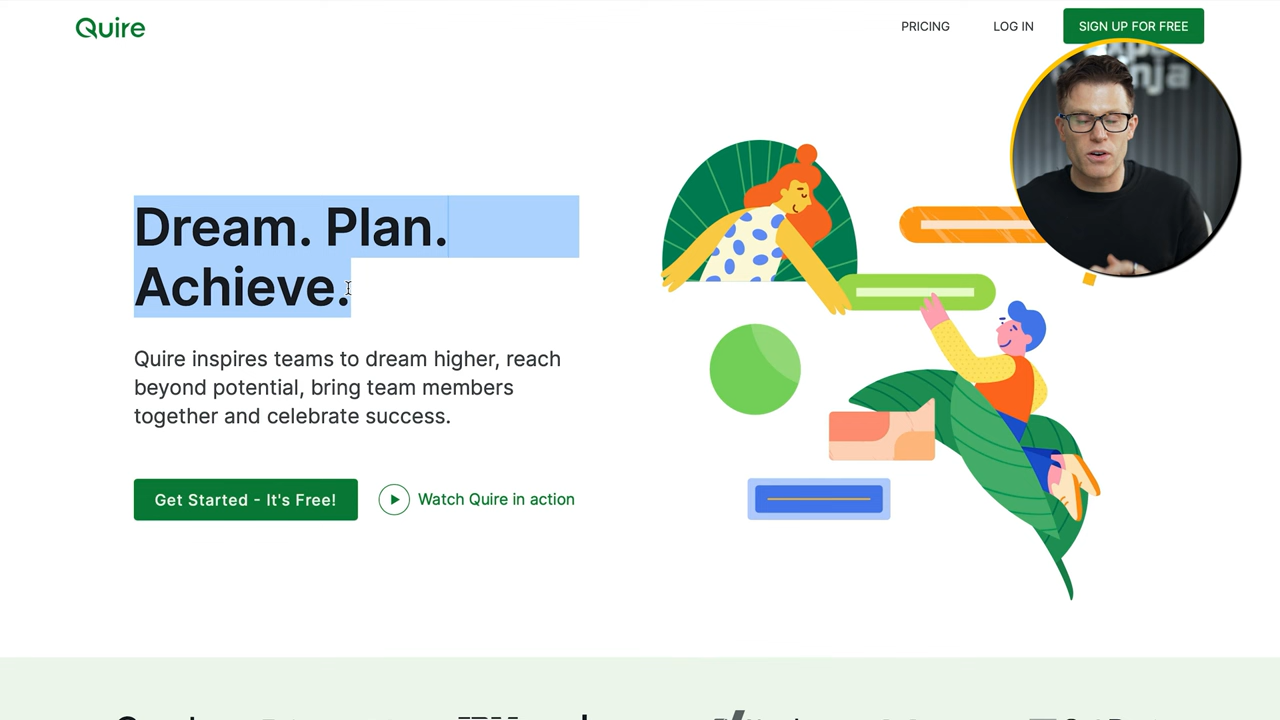 Quire
PRICING
LOG IN
SIGN UP FOR FREE
Dream. Plan.
Achieve.
Quire inspires teams to dream higher, reach
beyond potential, bring team members
together and celebrate success.
Get Started - It's Free!
Watch Quire in action